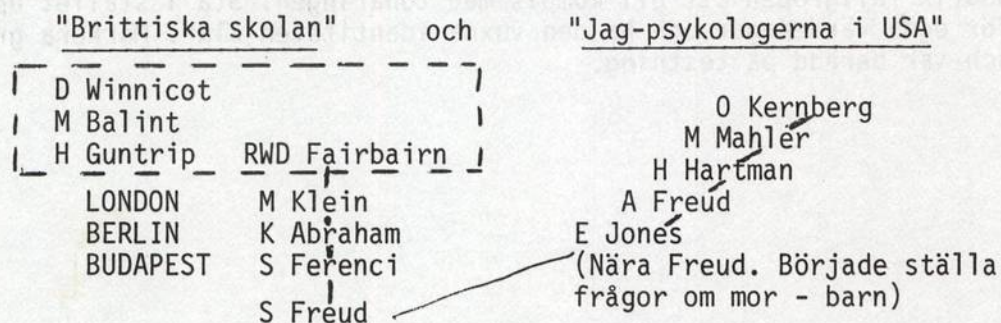 "Brittiska skolan" och "Jag-psykologerna i USA"
D Winnicot
M Balint
H Guntrip RWD Fairbairn
LONDON M Klein
BERLIN K Abraham
BUDAPEST S Ferenci
S Freud
O Kernberg
M Mahler
H Hartman
A Freud
E Jones
(Nära Freud. Började ställa
frågor om mor - barn)